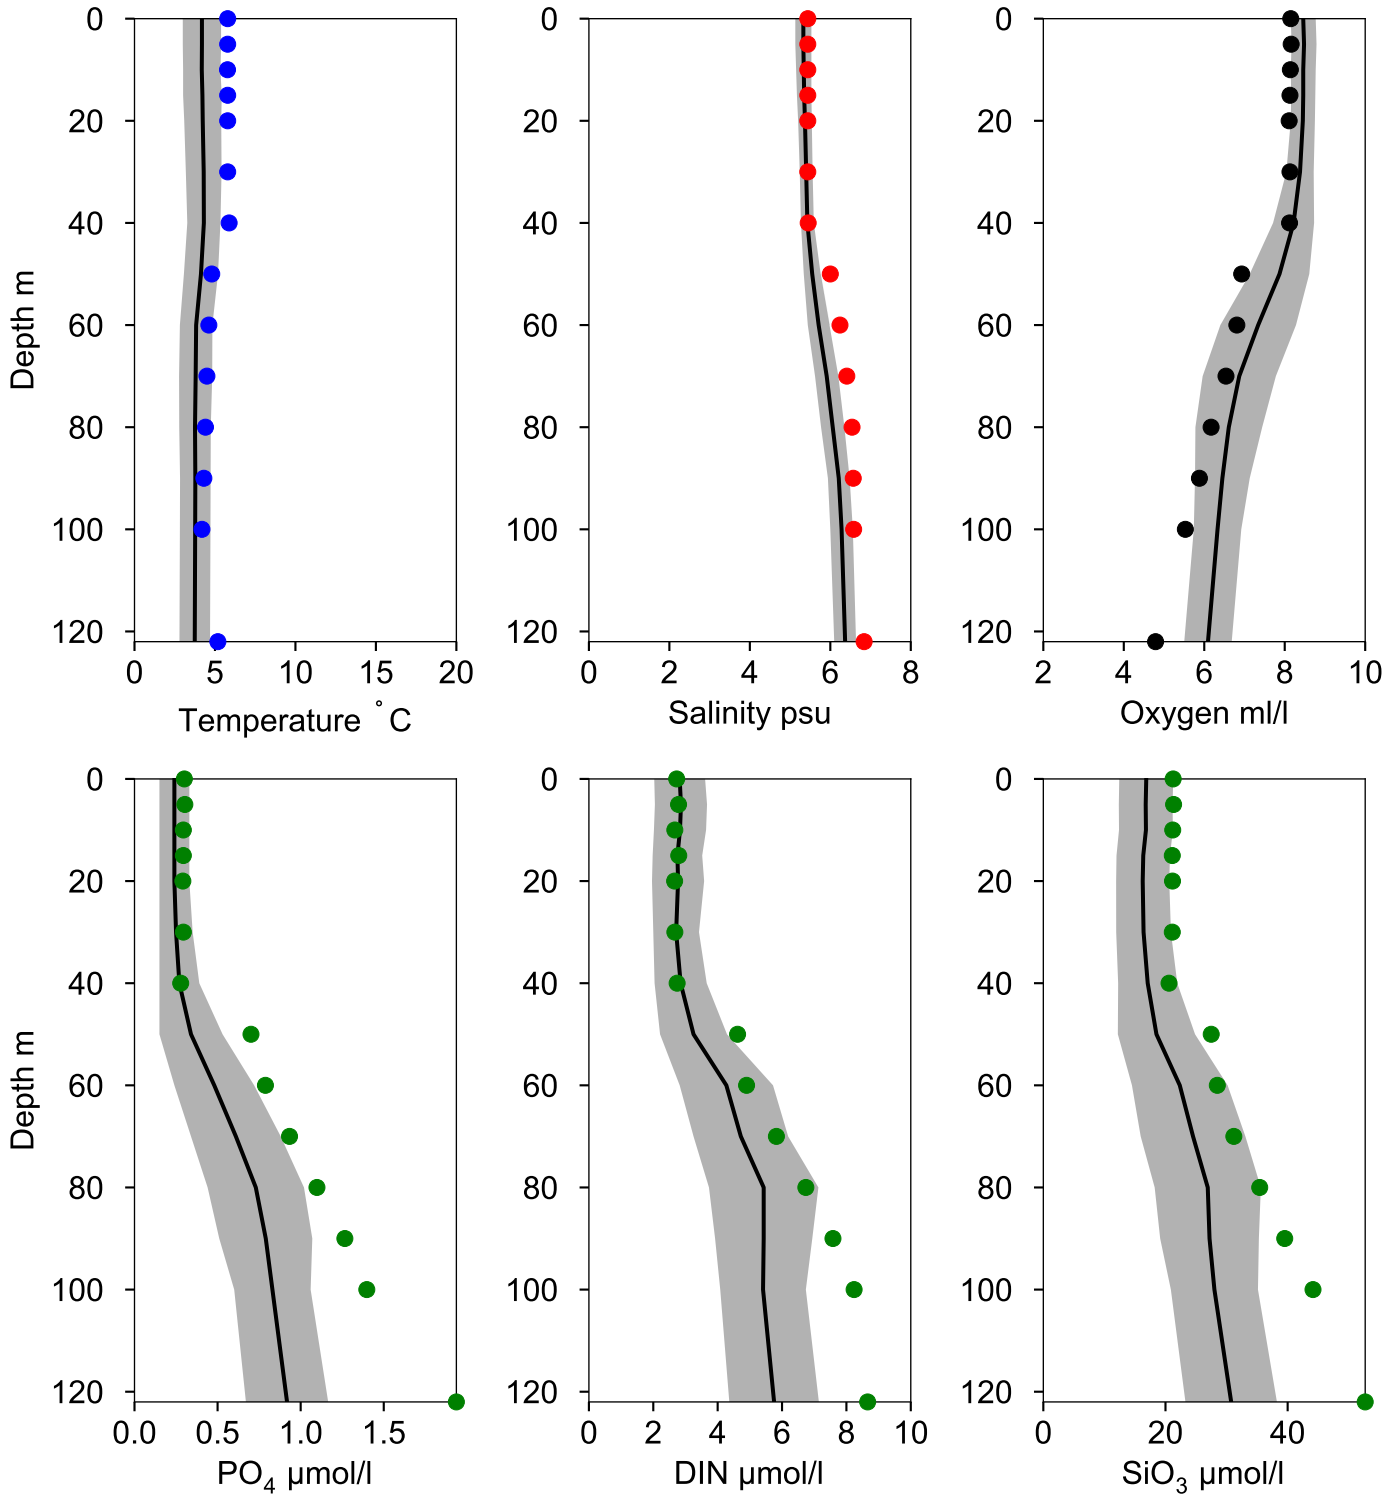 0 0 0
20 20 20
40 40 40
60 60 60
80 80 80
100 100 100
120 120 120
Depth m
0 5 10 15 20 0 2 4 6 8 2 4 6 8 10
Temperature °C Salinity psu Oxygen ml/l
0 0 0
20 20 20
40 40 40
60 60 60
80 80 80
100 100 100
120 120 120
Depth m
0.0 0.5 1.0 1.5 0 2 4 6 8 10 0 20 40
PO₄ µmol/l DIN µmol/l SiO₃ µmol/l